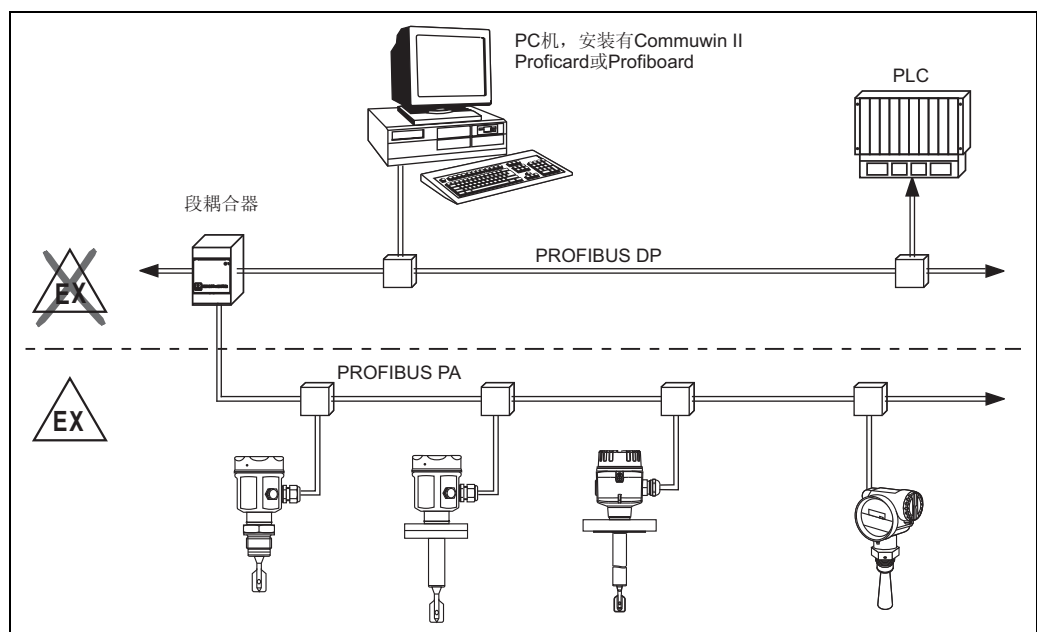 PC机，安装有Commuwin II
Proficard或Profiboard
PLC
段耦合器
PROFIBUS DP
EX
PROFIBUS PA
EX